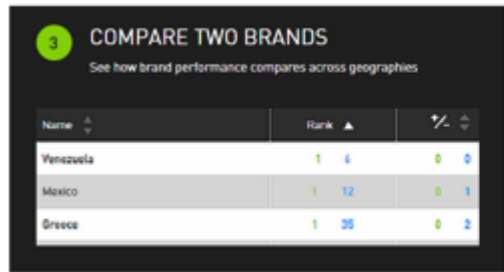 3 COMPARE TWO BRANDS
See how brand performance compares across geographies
Name Rank +/-
Venezuela 1 6 0 0
Mexico 1 12 0 1
Greece 1 35 0 2